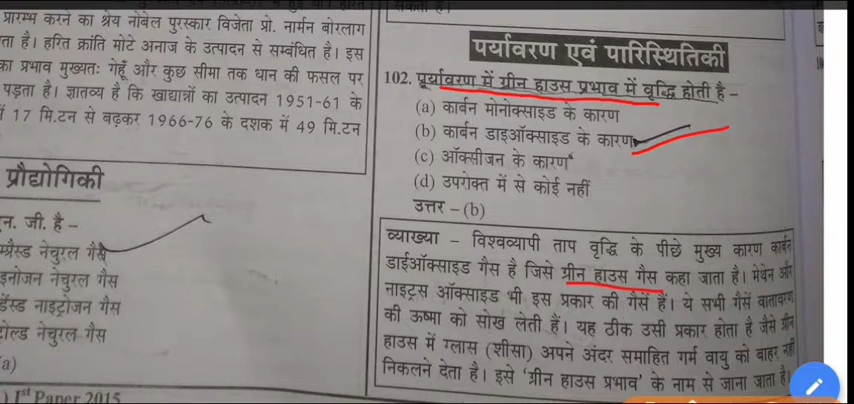 प्रारम्भ करने का श्रेय नोबेल पुरस्कार विजेता प्रो. नार्मन बोरलाग
ता है। हरित क्रांति मोटे अनाज के उत्पादन से सम्बंधित है। इस
का प्रभाव मुख्यतः गेहूँ और कुछ सीमा तक धान की फसल पर
पड़ता है। ज्ञातव्य है कि खाद्यान्नों का उत्पादन 1951-61 के
में 17 मि.टन से बढ़कर 1966-76 के दशक में 49 मि.टन
प्रौद्योगिकी
न. जी. है –
म्प्रैस्ड नेचुरल गैस
इनोजन नेचुरल गैस
डेंस्ड नाइट्रोजन गैस
ट्रोल्ड नेचुरल गैस
a)
) Iˢᵗ Paper 2015
पर्यावरण एवं पारिस्थितिकी
102. पर्यावरण में ग्रीन हाउस प्रभाव में वृद्धि होती है –
(a) कार्बन मोनोक्साइड के कारण
(b) कार्बन डाइऑक्साइड के कारण
(c) ऑक्सीजन के कारण
(d) उपरोक्त में से कोई नहीं
उत्तर – (b)
व्याख्या – विश्वव्यापी ताप वृद्धि के पीछे मुख्य कारण कार्बन
डाईऑक्साइड गैस है जिसे ग्रीन हाउस गैस कहा जाता है। मेथेन और
नाइट्रस ऑक्साइड भी इस प्रकार की गैसें हैं। ये सभी गैसें वातावरण
की ऊष्मा को सोख लेती हैं। यह ठीक उसी प्रकार होता है जैसे ग्रीन
हाउस में ग्लास (शीसा) अपने अंदर समाहित गर्म वायु को बाहर नहीं
निकलने देता है। इसे 'ग्रीन हाउस प्रभाव' के नाम से जाना जाता है।